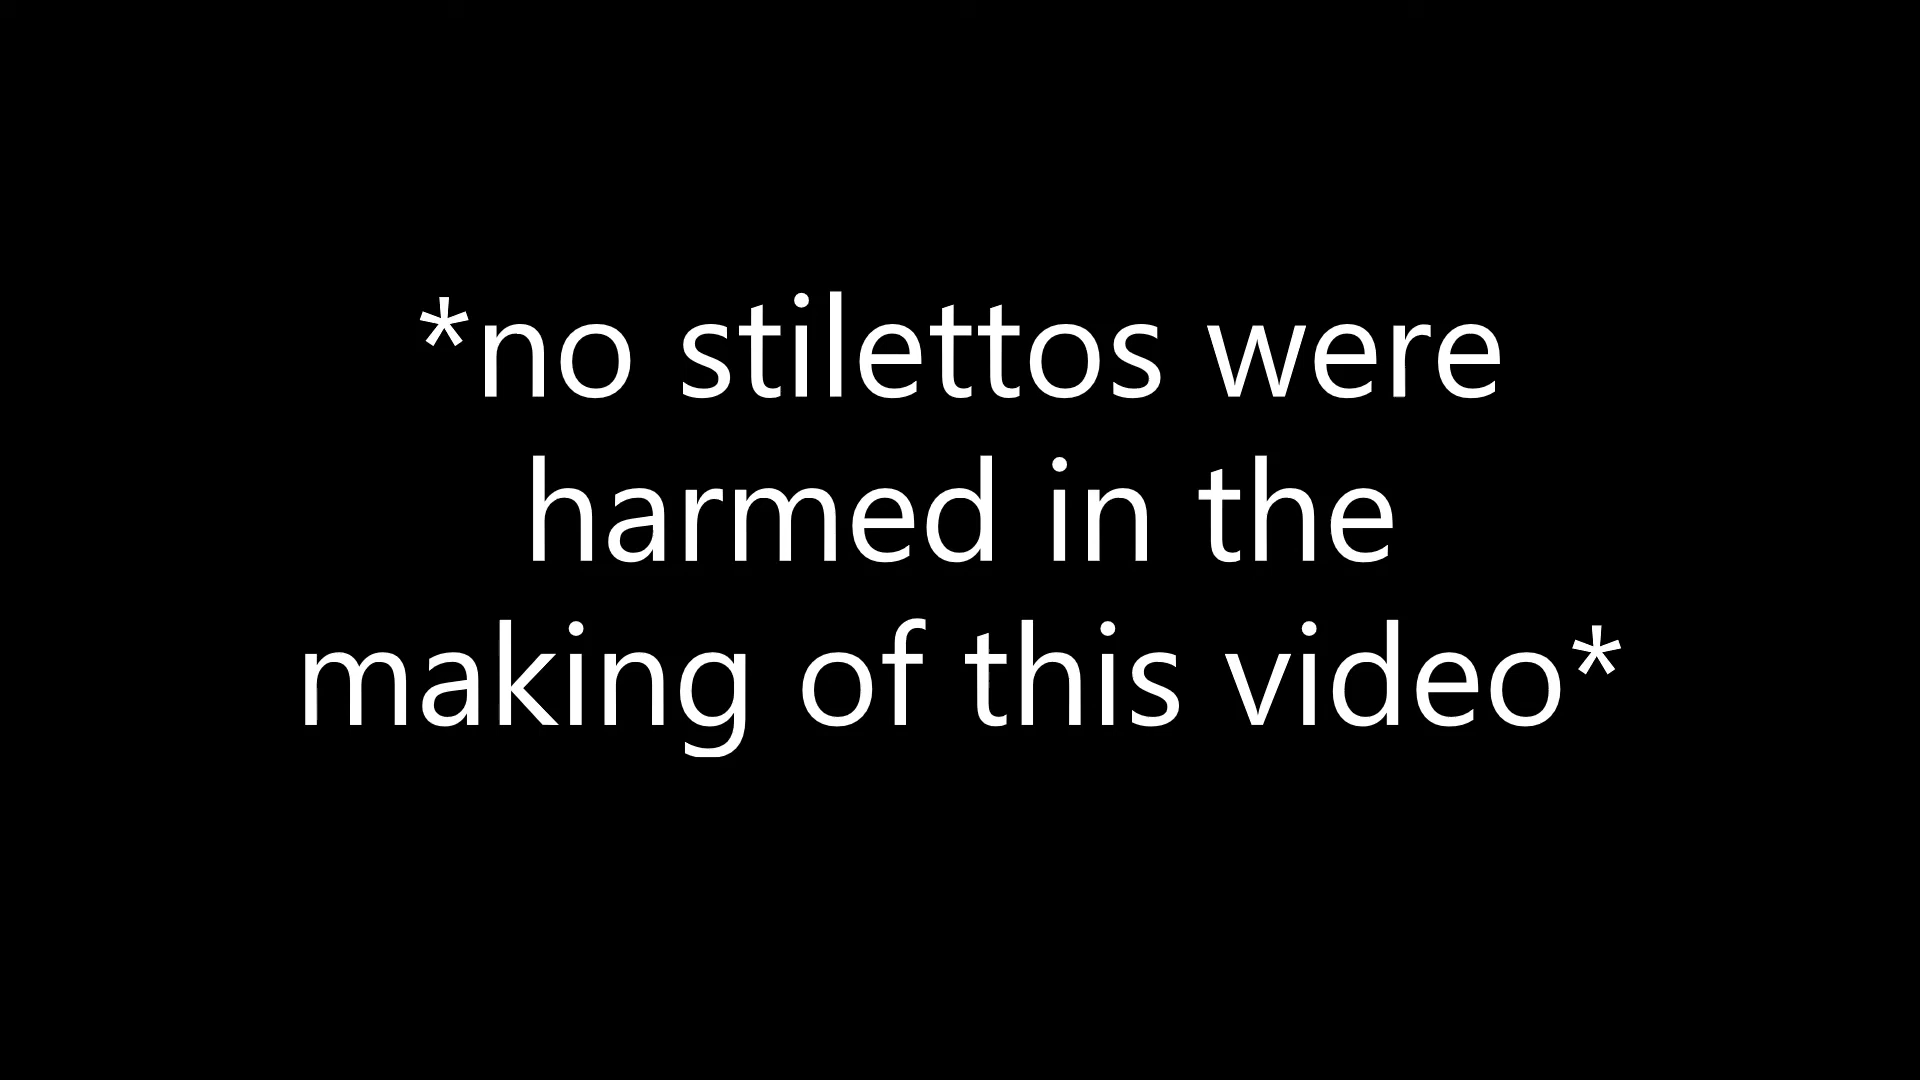 *no stilettos were
harmed in the
making of this video*